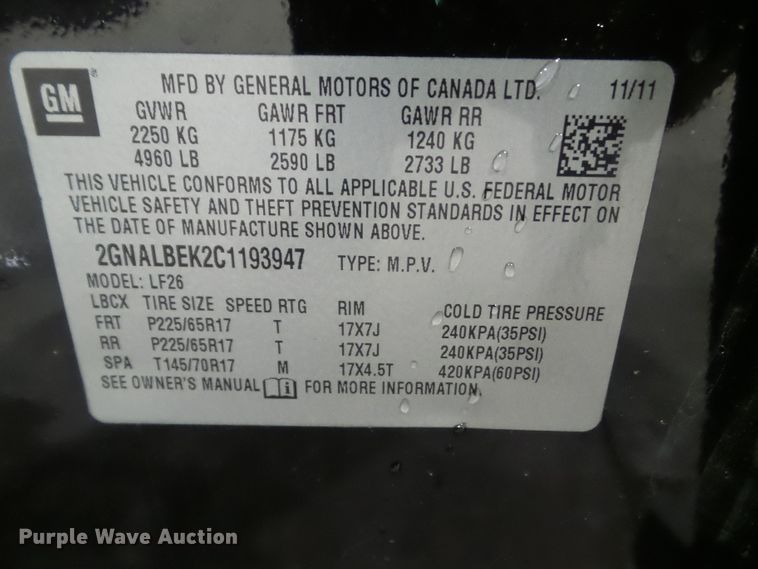 GM
MFD BY GENERAL MOTORS OF CANADA LTD. 11/11
GVWR GAWR FRT GAWR RR
2250 KG 1175 KG 1240 KG
4960 LB 2590 LB 2733 LB
THIS VEHICLE CONFORMS TO ALL APPLICABLE U.S. FEDERAL MOTOR
VEHICLE SAFETY AND THEFT PREVENTION STANDARDS IN EFFECT ON
THE DATE OF MANUFACTURE SHOWN ABOVE.
2GNALBEK2C1193947 TYPE: M.P.V.
MODEL: LF26
LBCX TIRE SIZE SPEED RTG RIM COLD TIRE PRESSURE
FRT P225/65R17 T 17X7J 240KPA(35PSI)
RR P225/65R17 T 17X7J 240KPA(35PSI)
SPA T145/70R17 M 17X4.5T 420KPA(60PSI)
SEE OWNER'S MANUAL FOR MORE INFORMATION.
Purple Wave Auction